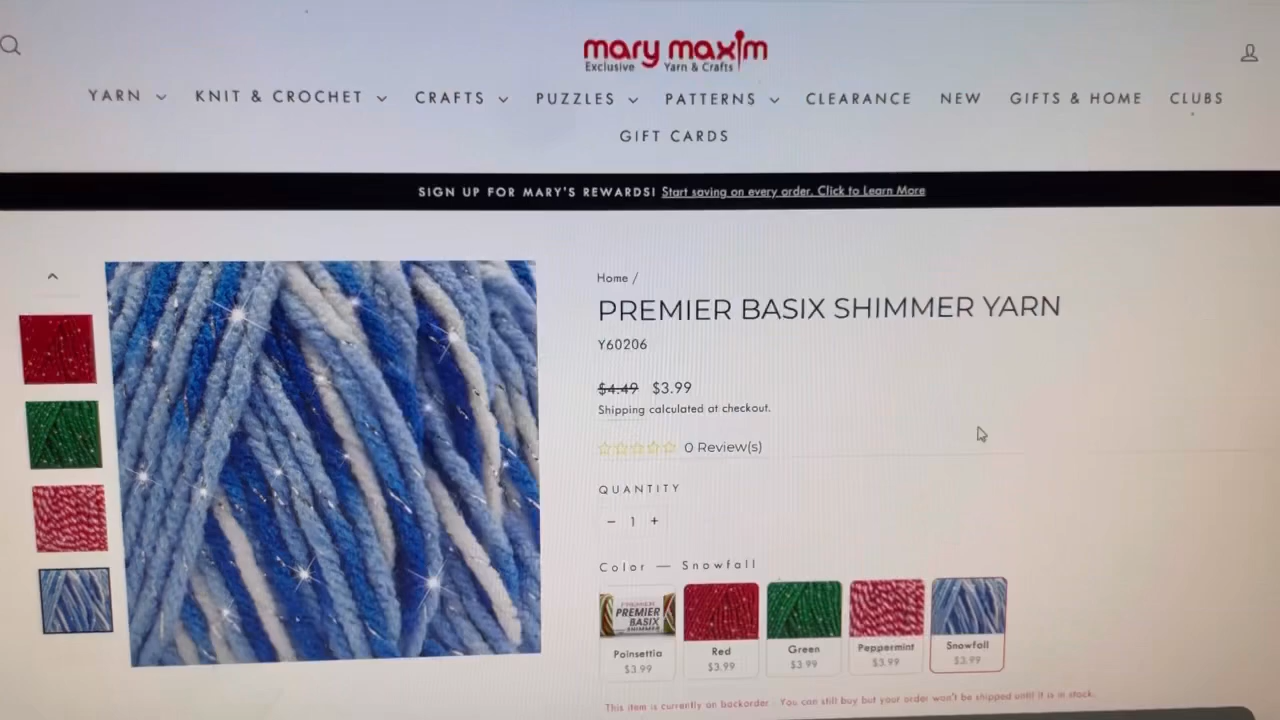 mary maxim
Exclusive Yarn & Crafts
YARN KNIT & CROCHET CRAFTS PUZZLES PATTERNS CLEARANCE NEW GIFTS & HOME CLUBS
GIFT CARDS
SIGN UP FOR MARY'S REWARDS! Start saving on every order. Click to Learn More
Home /
PREMIER BASIX SHIMMER YARN
Y60206
$4.49 $3.99
Shipping calculated at checkout.
0 Review(s)
QUANTITY
− 1 +
Color — Snowfall
PREMIER
PREMIER
BASIX
SHIMMER
Poinsettia Red Green Peppermint Snowfall
$3.99 $3.99 $3.99 $3.99 $3.99
This item is currently on backorder - You can still buy but your order won't be shipped until it is in stock.